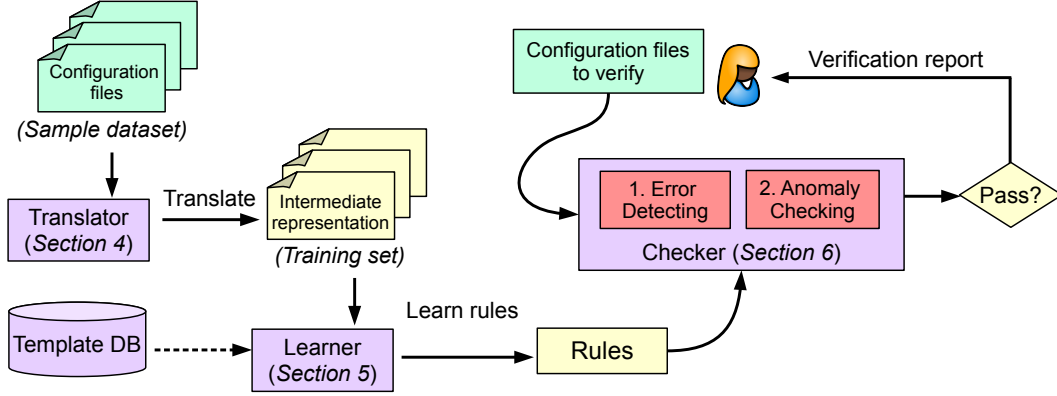 Configuration
files
(Sample dataset)
Translator
(Section 4)
Translate
Intermediate
representation
(Training set)
Template DB
Learner
(Section 5)
Learn rules
Rules
Configuration files
to verify
1. Error
Detecting
2. Anomaly
Checking
Checker (Section 6)
Pass?
Verification report